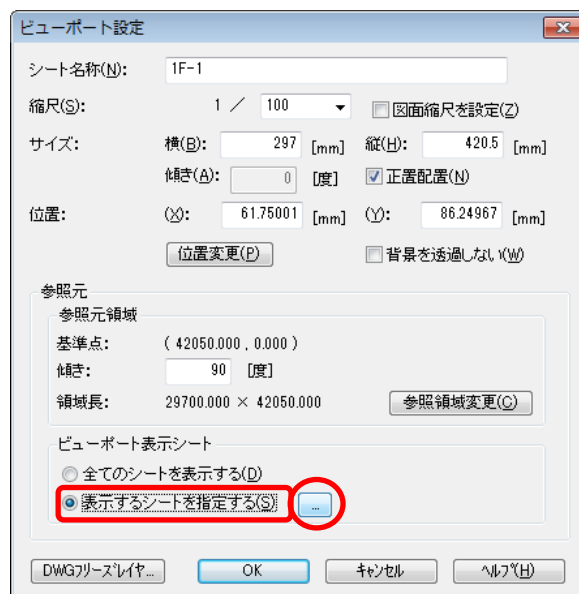 ビューポート設定
シート名称(N): 1F-1
縮尺(S): 1 ／ 100 図面縮尺を設定(Z)
サイズ: 横(B): 297 [mm] 縦(H): 420.5 [mm]
傾き(A): 0 [度] 正置配置(N)
位置: (X): 61.75001 [mm] (Y): 86.24967 [mm]
位置変更(P) 背景を透過しない(W)
参照元
参照元領域
基準点: ( 42050.000 , 0.000 )
傾き: 90 [度]
領域長: 29700.000 × 42050.000 参照領域変更(C)
ビューポート表示シート
全てのシートを表示する(D)
表示するシートを指定する(S) ...
DWGフリーズレイヤ... OK キャンセル ヘルプ(H)